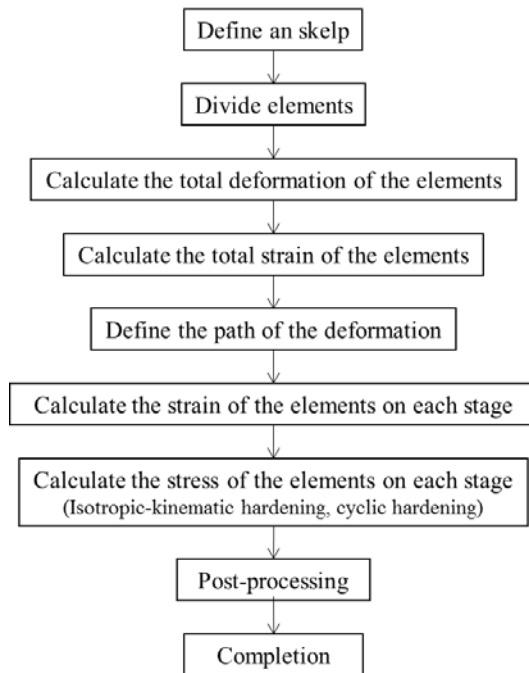 Define an skelp
Divide elements
Calculate the total deformation of the elements
Calculate the total strain of the elements
Define the path of the deformation
Calculate the strain of the elements on each stage
Calculate the stress of the elements on each stage
(Isotropic-kinematic hardening, cyclic hardening)
Post-processing
Completion